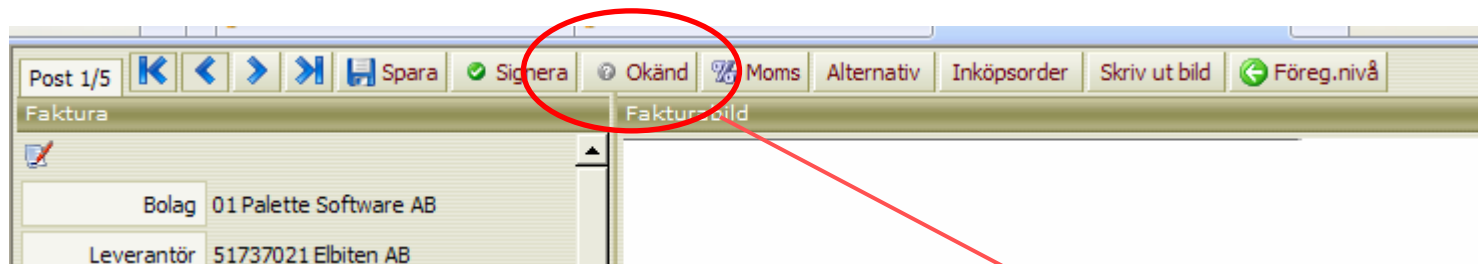 Post 1/5 Spara Signera Okänd Moms Alternativ Inköpsorder Skriv ut bild Föreg.nivå
Faktura Fakturabild
Bolag 01 Palette Software AB
Leverantör 51737021 Elbiten AB